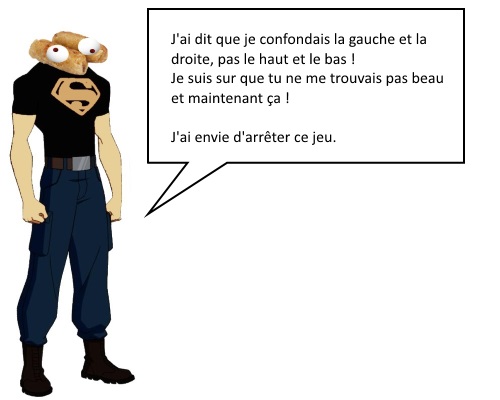 J'ai dit que je confondais la gauche et la
droite, pas le haut et le bas !
Je suis sur que tu ne me trouvais pas beau
et maintenant ça !
J'ai envie d'arrêter ce jeu.
S